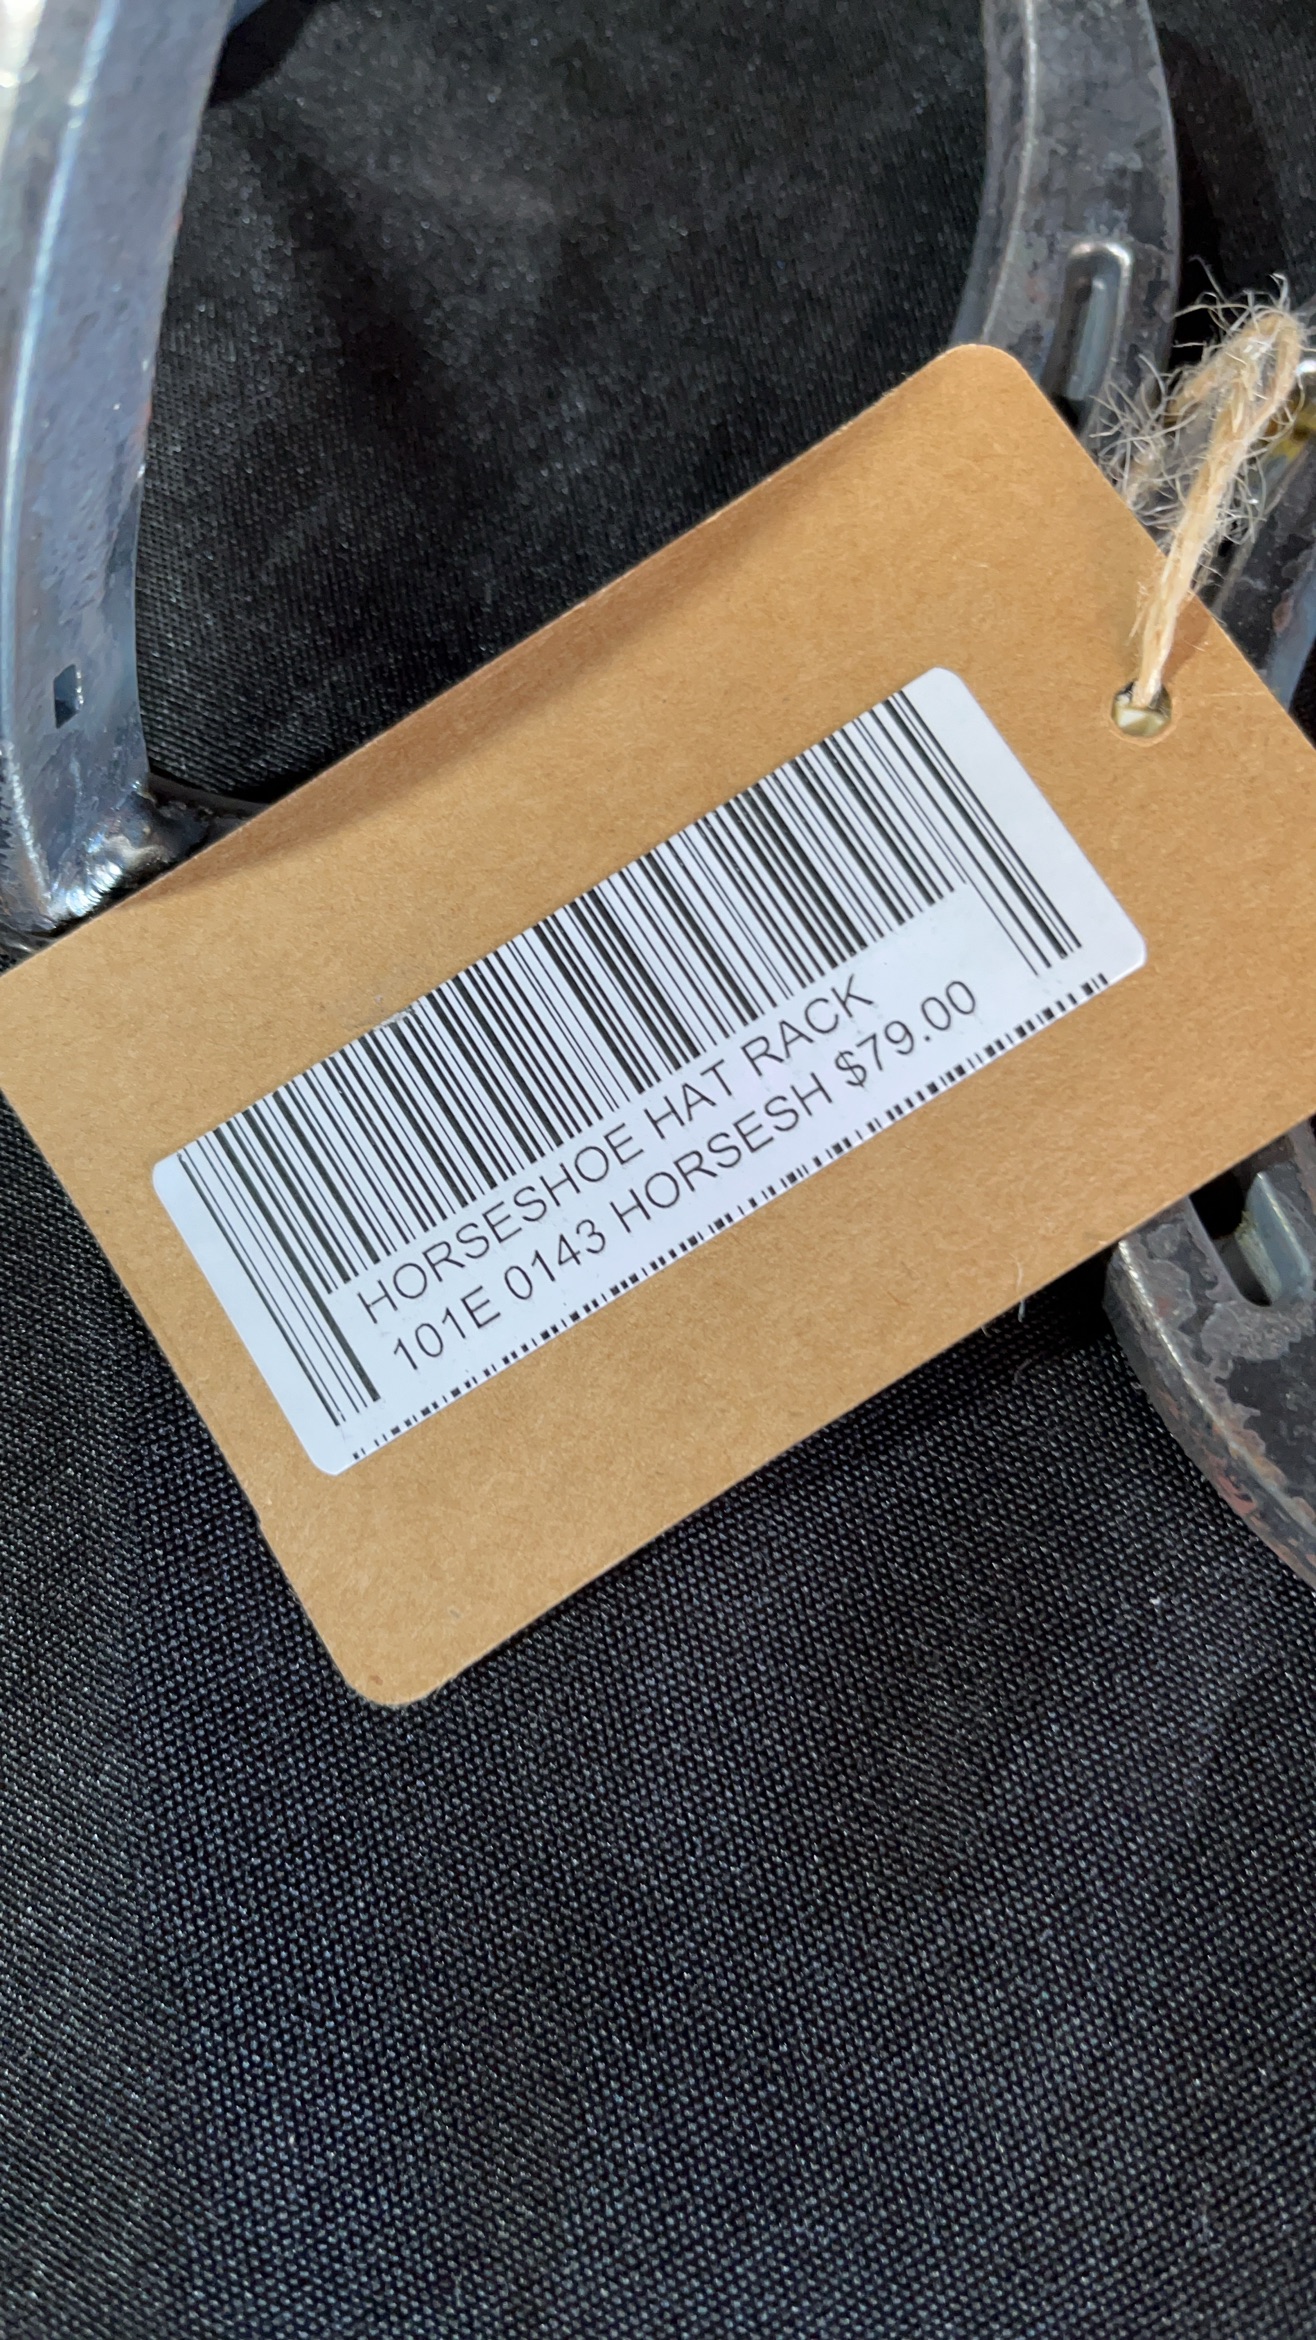 HORSESHOE HAT RACK
101E 0143 HORSESH $79.00